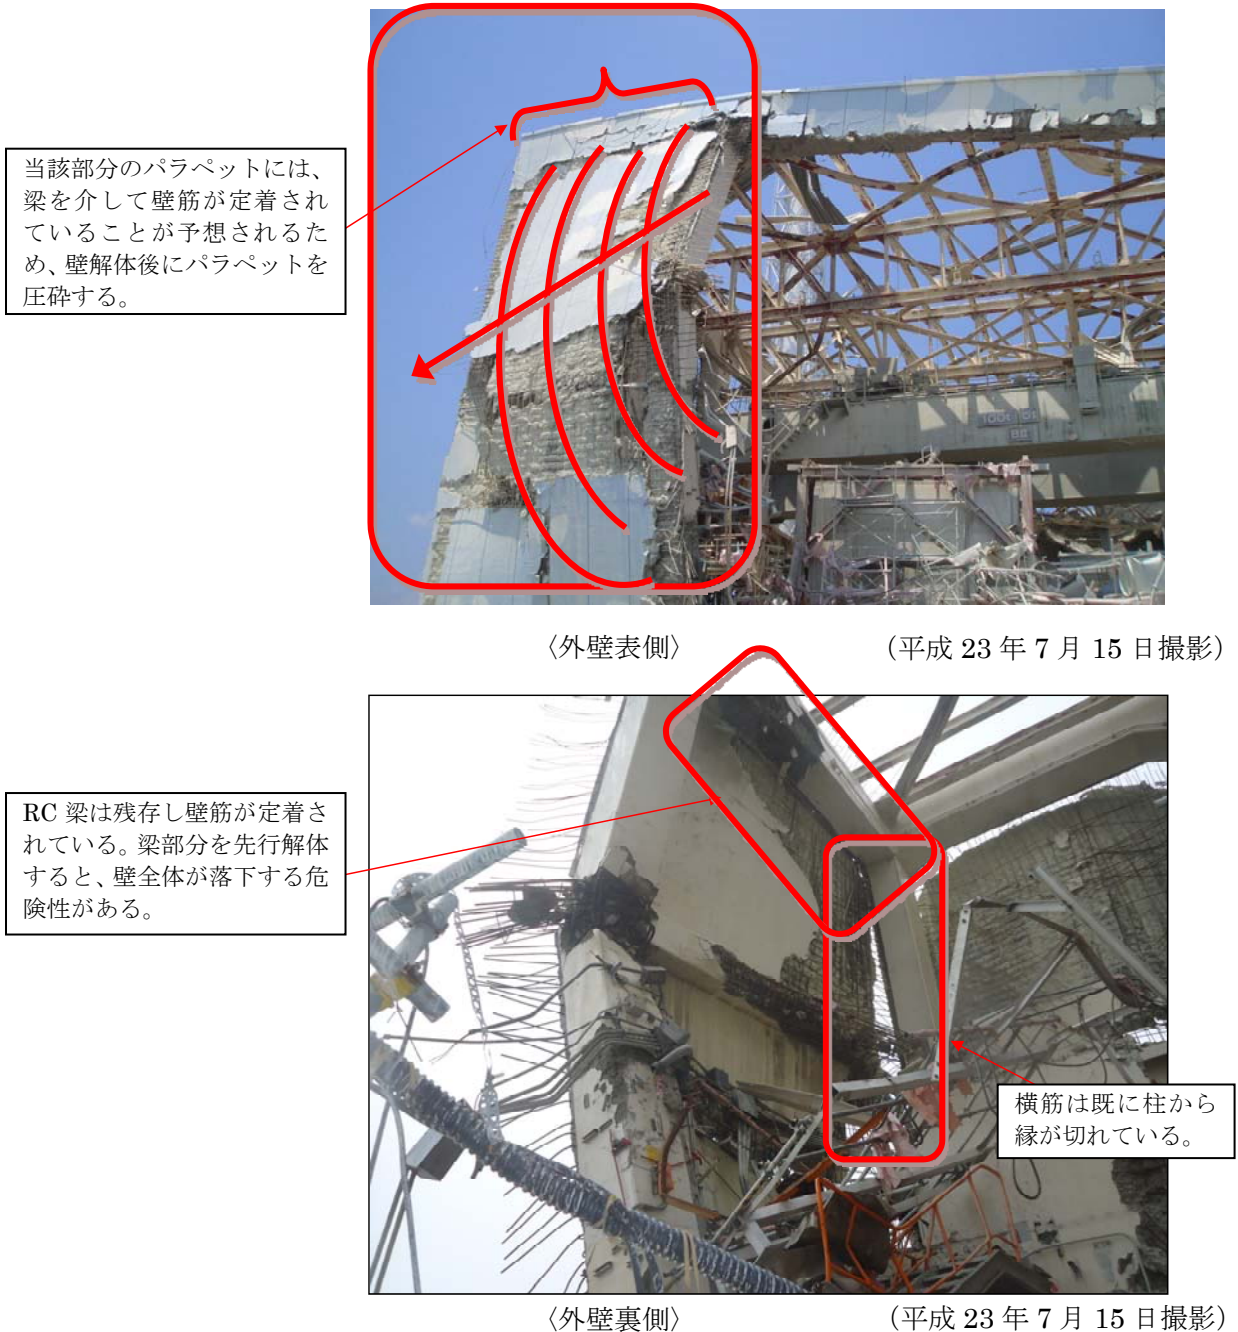 当該部分のパラペットには、
梁を介して壁筋が定着され
ていることが予想されるた
め、壁解体後にパラペットを
圧砕する。
〈外壁表側〉
（平成 23 年 7 月 15 日撮影）
RC 梁は残存し壁筋が定着さ
れている。梁部分を先行解体
すると、壁全体が落下する危
険性がある。
横筋は既に柱から
縁が切れている。
〈外壁裏側〉
（平成 23 年 7 月 15 日撮影）